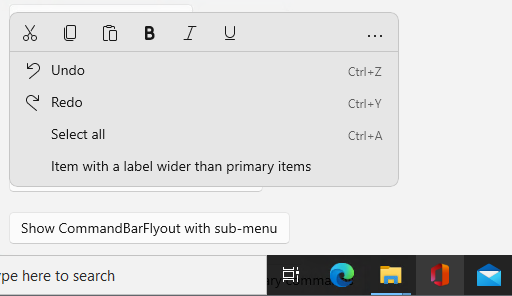 B I U ...
Undo Ctrl+Z
Redo Ctrl+Y
Select all Ctrl+A
Item with a label wider than primary items
Show CommandBarFlyout with sub-menu
pe here to search